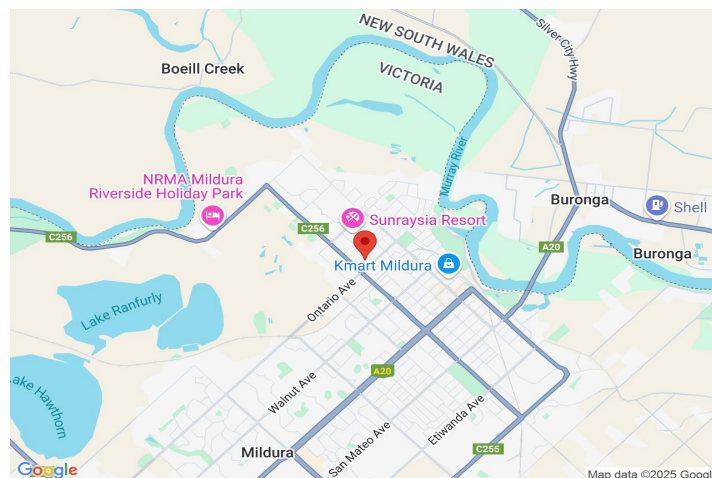 NEW SOUTH WALES
Silver City Hwy
Boeill Creek
VICTORIA
NRMA Mildura
Riverside Holiday Park
Murray River
Buronga
Shell
C256
Sunraysia Resort
C256
A20
Buronga
Kmart Mildura
Ontario Ave
Lake Ranfurly
A20
Walnut Ave
Lake Hawthorn
Etiwanda Ave
San Mateo Ave
Mildura
C255
Google
Map data ©2025 Googl